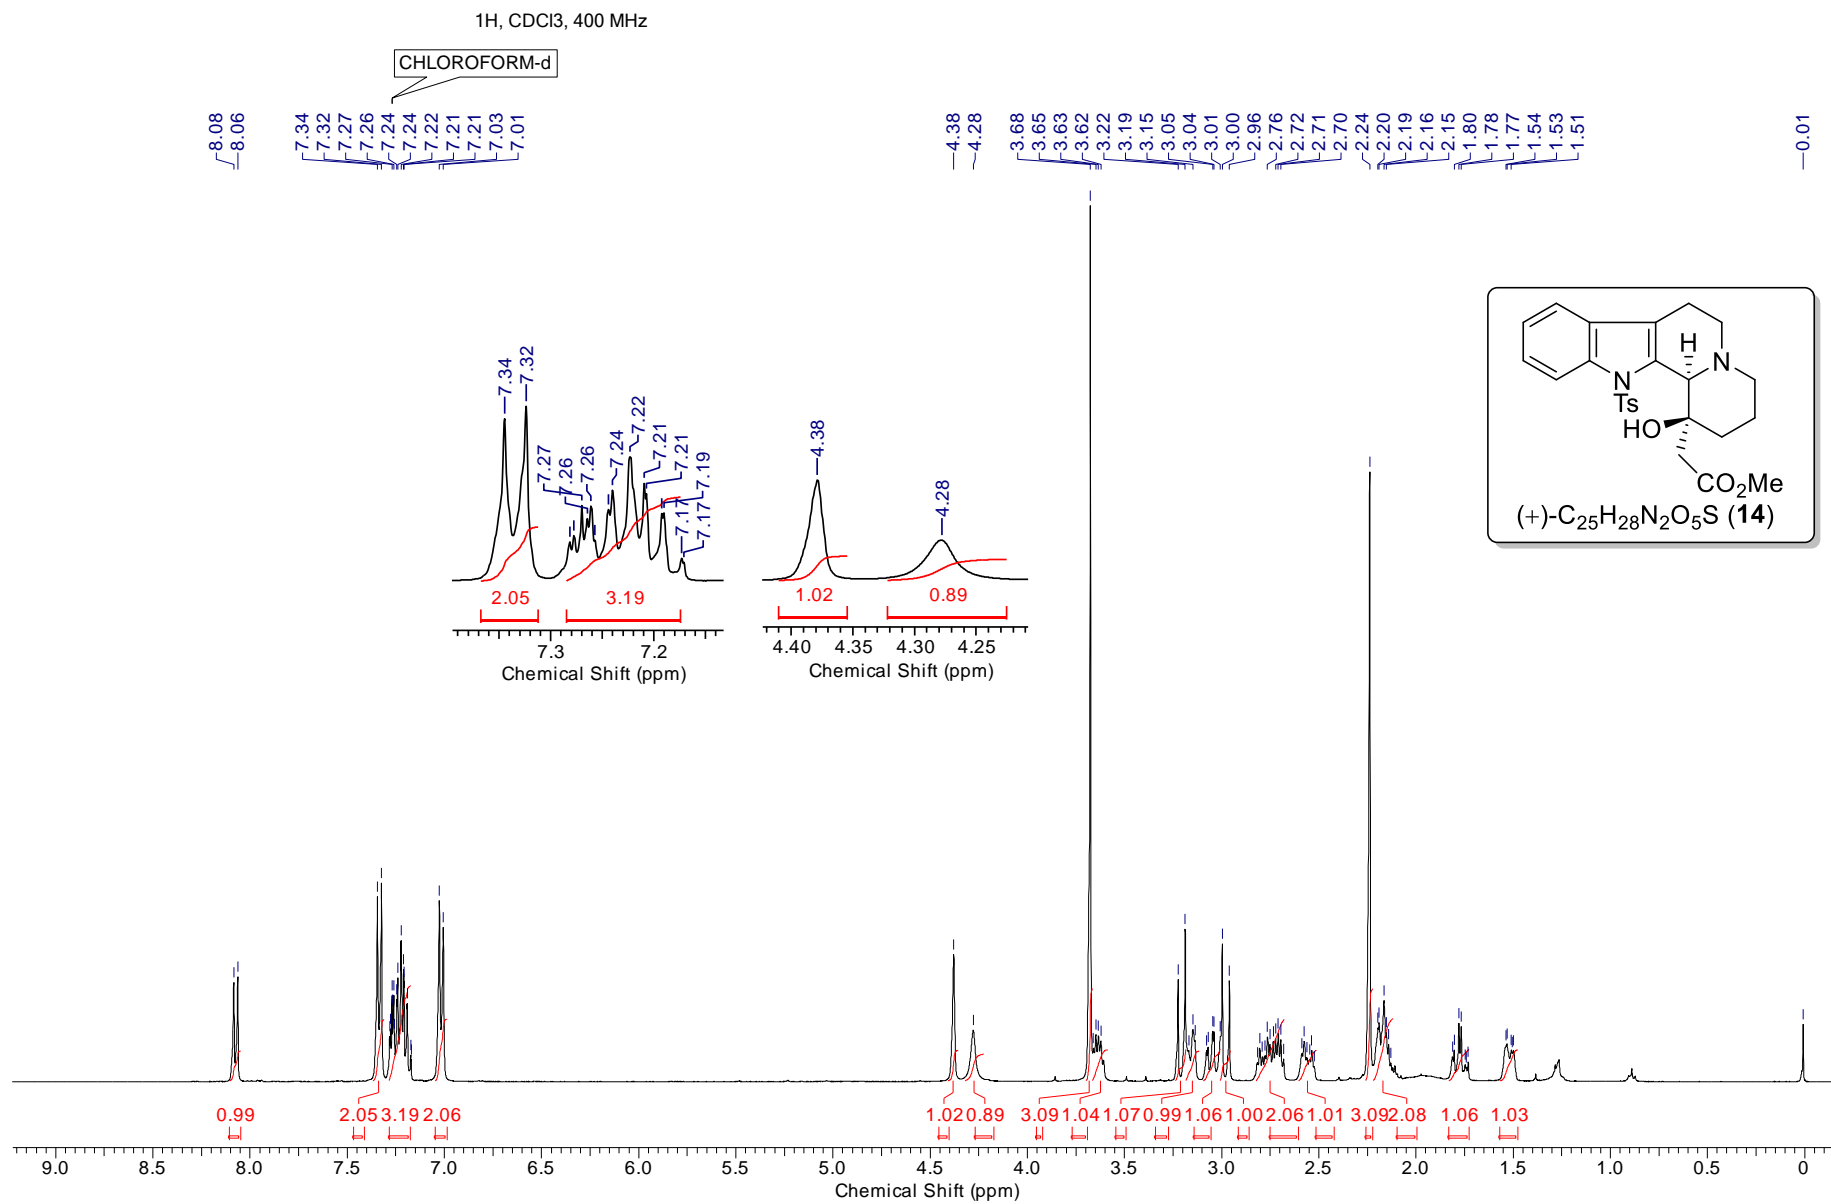 1H, CDCl3, 400 MHz
CHLOROFORM-d
8.08 8.06 7.34 7.32 7.27 7.26 7.24 7.24 7.22 7.21 7.21 7.03 7.01 4.38 4.28 3.68 3.65 3.63 3.62 3.22 3.19 3.15 3.05 3.04 3.01 3.00 2.96 2.76 2.72 2.71 2.70 2.24 2.20 2.19 2.16 2.15 1.80 1.78 1.77 1.54 1.53 1.51 0.01
7.34 7.32 7.27 7.26 7.26 7.24 7.22 7.21 7.21 7.19 7.17 7.17
2.05 3.19
7.3 7.2
Chemical Shift (ppm)
4.38 4.28
1.02 0.89
4.40 4.35 4.30 4.25
Chemical Shift (ppm)
H
N
N
Ts
HO
CO2Me
(+)-C25H28N2O5S (14)
0.99 2.05 3.19 2.06 1.02 0.89 3.09 1.04 1.07 0.99 1.06 1.00 2.06 1.01 3.09 2.08 1.06 1.03
9.0 8.5 8.0 7.5 7.0 6.5 6.0 5.5 5.0 4.5 4.0 3.5 3.0 2.5 2.0 1.5 1.0 0.5 0
Chemical Shift (ppm)